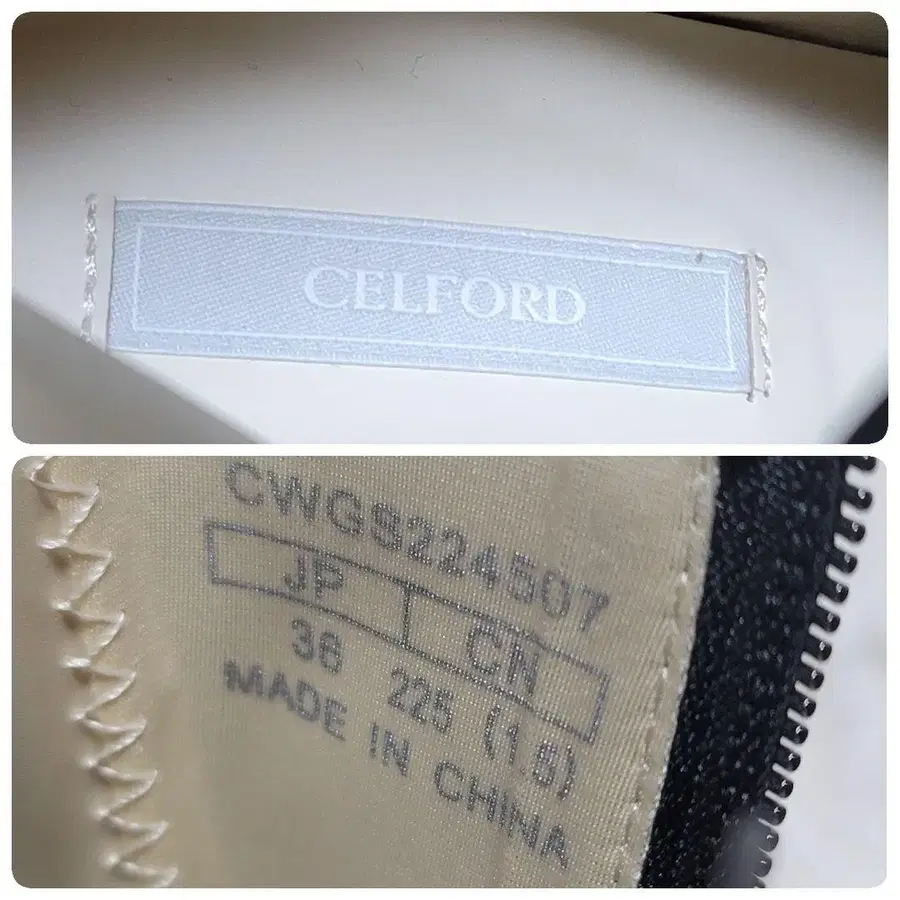 CELFORD
CWGS224507
JP CN
36 225 (1.5)
MADE IN CHINA